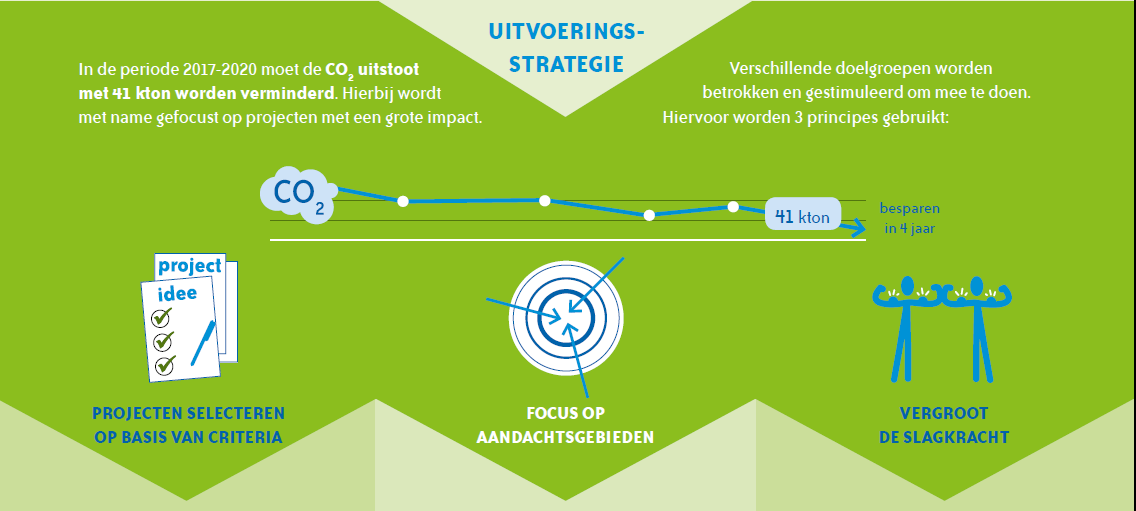 UITVOERINGS-
STRATEGIE
In de periode 2017-2020 moet de CO2 uitstoot
met 41 kton worden verminderd. Hierbij wordt
met name gefocust op projecten met een grote impact.
Verschillende doelgroepen worden
betrokken en gestimuleerd om mee te doen.
Hiervoor worden 3 principes gebruikt:
CO2
41 kton
besparen
in 4 jaar
project
idee
PROJECTEN SELECTEREN
OP BASIS VAN CRITERIA
FOCUS OP
AANDACHTSGEBIEDEN
VERGROOT
DE SLAGKRACHT